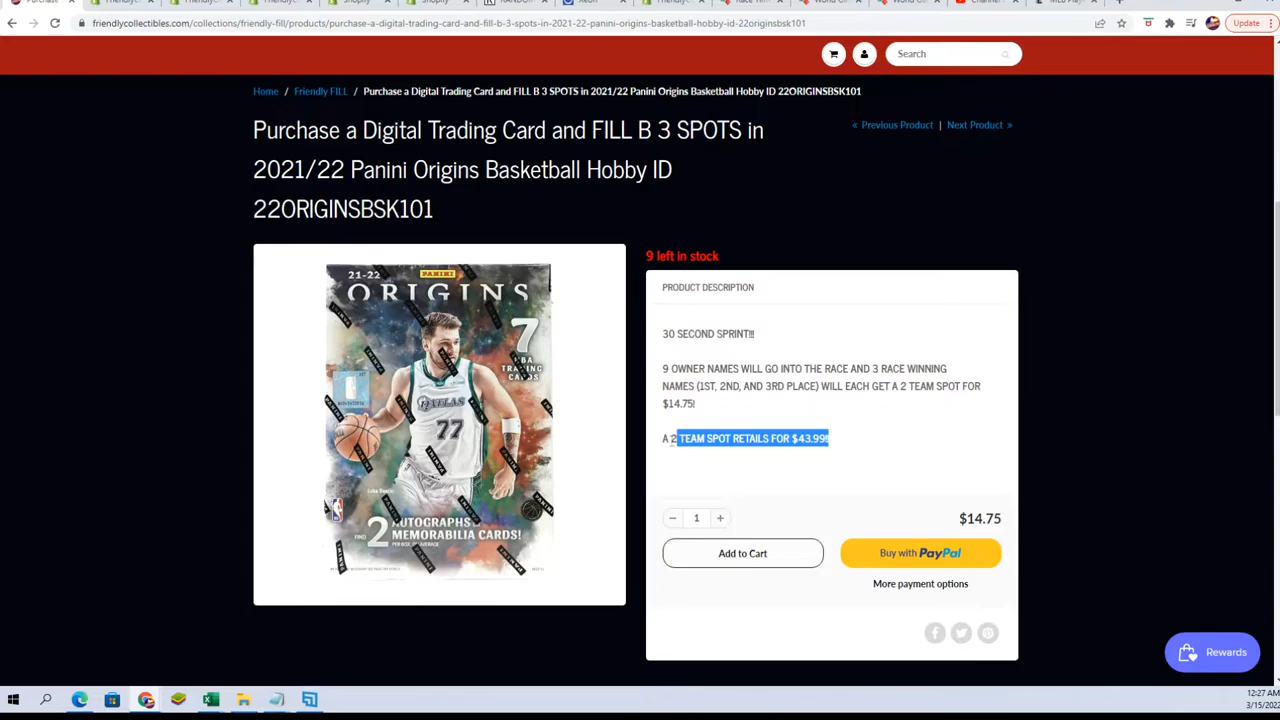 friendlycollectibles.com/collections/friendly-fill/products/purchase-a-digital-trading-card-and-fill-b-3-spots-in-2021-22-panini-origins-basketball-hobby-id-22originsbsk101
Update
Search
Home / Friendly FILL / Purchase a Digital Trading Card and FILL B 3 SPOTS in 2021/22 Panini Origins Basketball Hobby ID 22ORIGINSBSK101
Purchase a Digital Trading Card and FILL B 3 SPOTS in
2021/22 Panini Origins Basketball Hobby ID
22ORIGINSBSK101
« Previous Product | Next Product »
9 left in stock
PRODUCT DESCRIPTION
30 SECOND SPRINT!!!
9 OWNER NAMES WILL GO INTO THE RACE AND 3 RACE WINNING
NAMES (1ST, 2ND, AND 3RD PLACE) WILL EACH GET A 2 TEAM SPOT FOR
$14.75!
A 2 TEAM SPOT RETAILS FOR $43.99!!
21-22
PANINI
ORIGINS
7
NBA
TRADING
CARDS
77
FIND 2 AUTOGRAPHS
MEMORABILIA CARDS!
− 1 +
$14.75
Add to Cart
Buy with PayPal
More payment options
Rewards
12:27 AM
3/15/2022